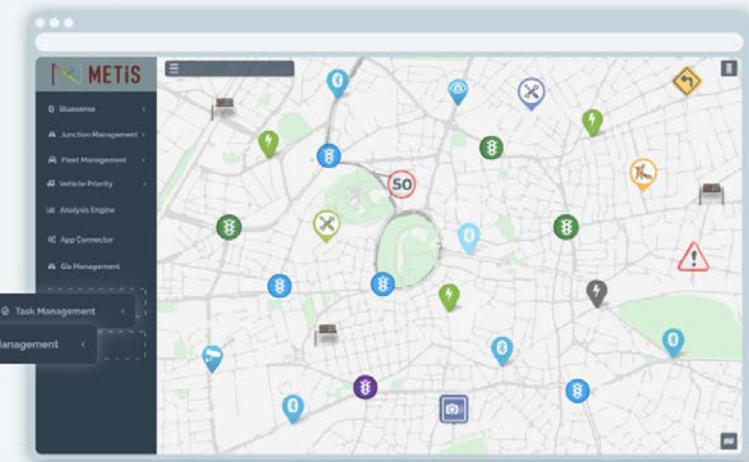 METIS
Bluesense
Junction Management
Fleet Management
Vehicle Priority
Analysis Engine
App Connector
Gis Management
Task Management
anagement
50